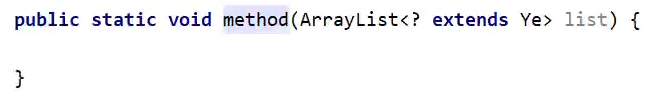 public static void method(ArrayList<? extends Ye> list) {
}